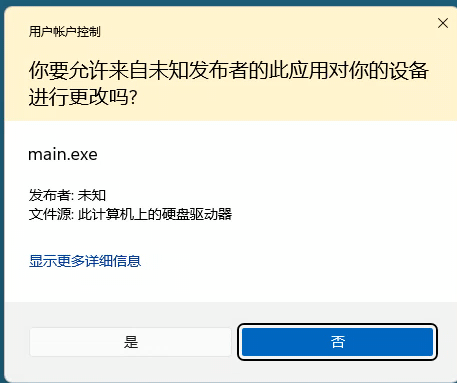 用户帐户控制
你要允许来自未知发布者的此应用对你的设备
进行更改吗?
main.exe
发布者: 未知
文件源: 此计算机上的硬盘驱动器
显示更多详细信息
是
否